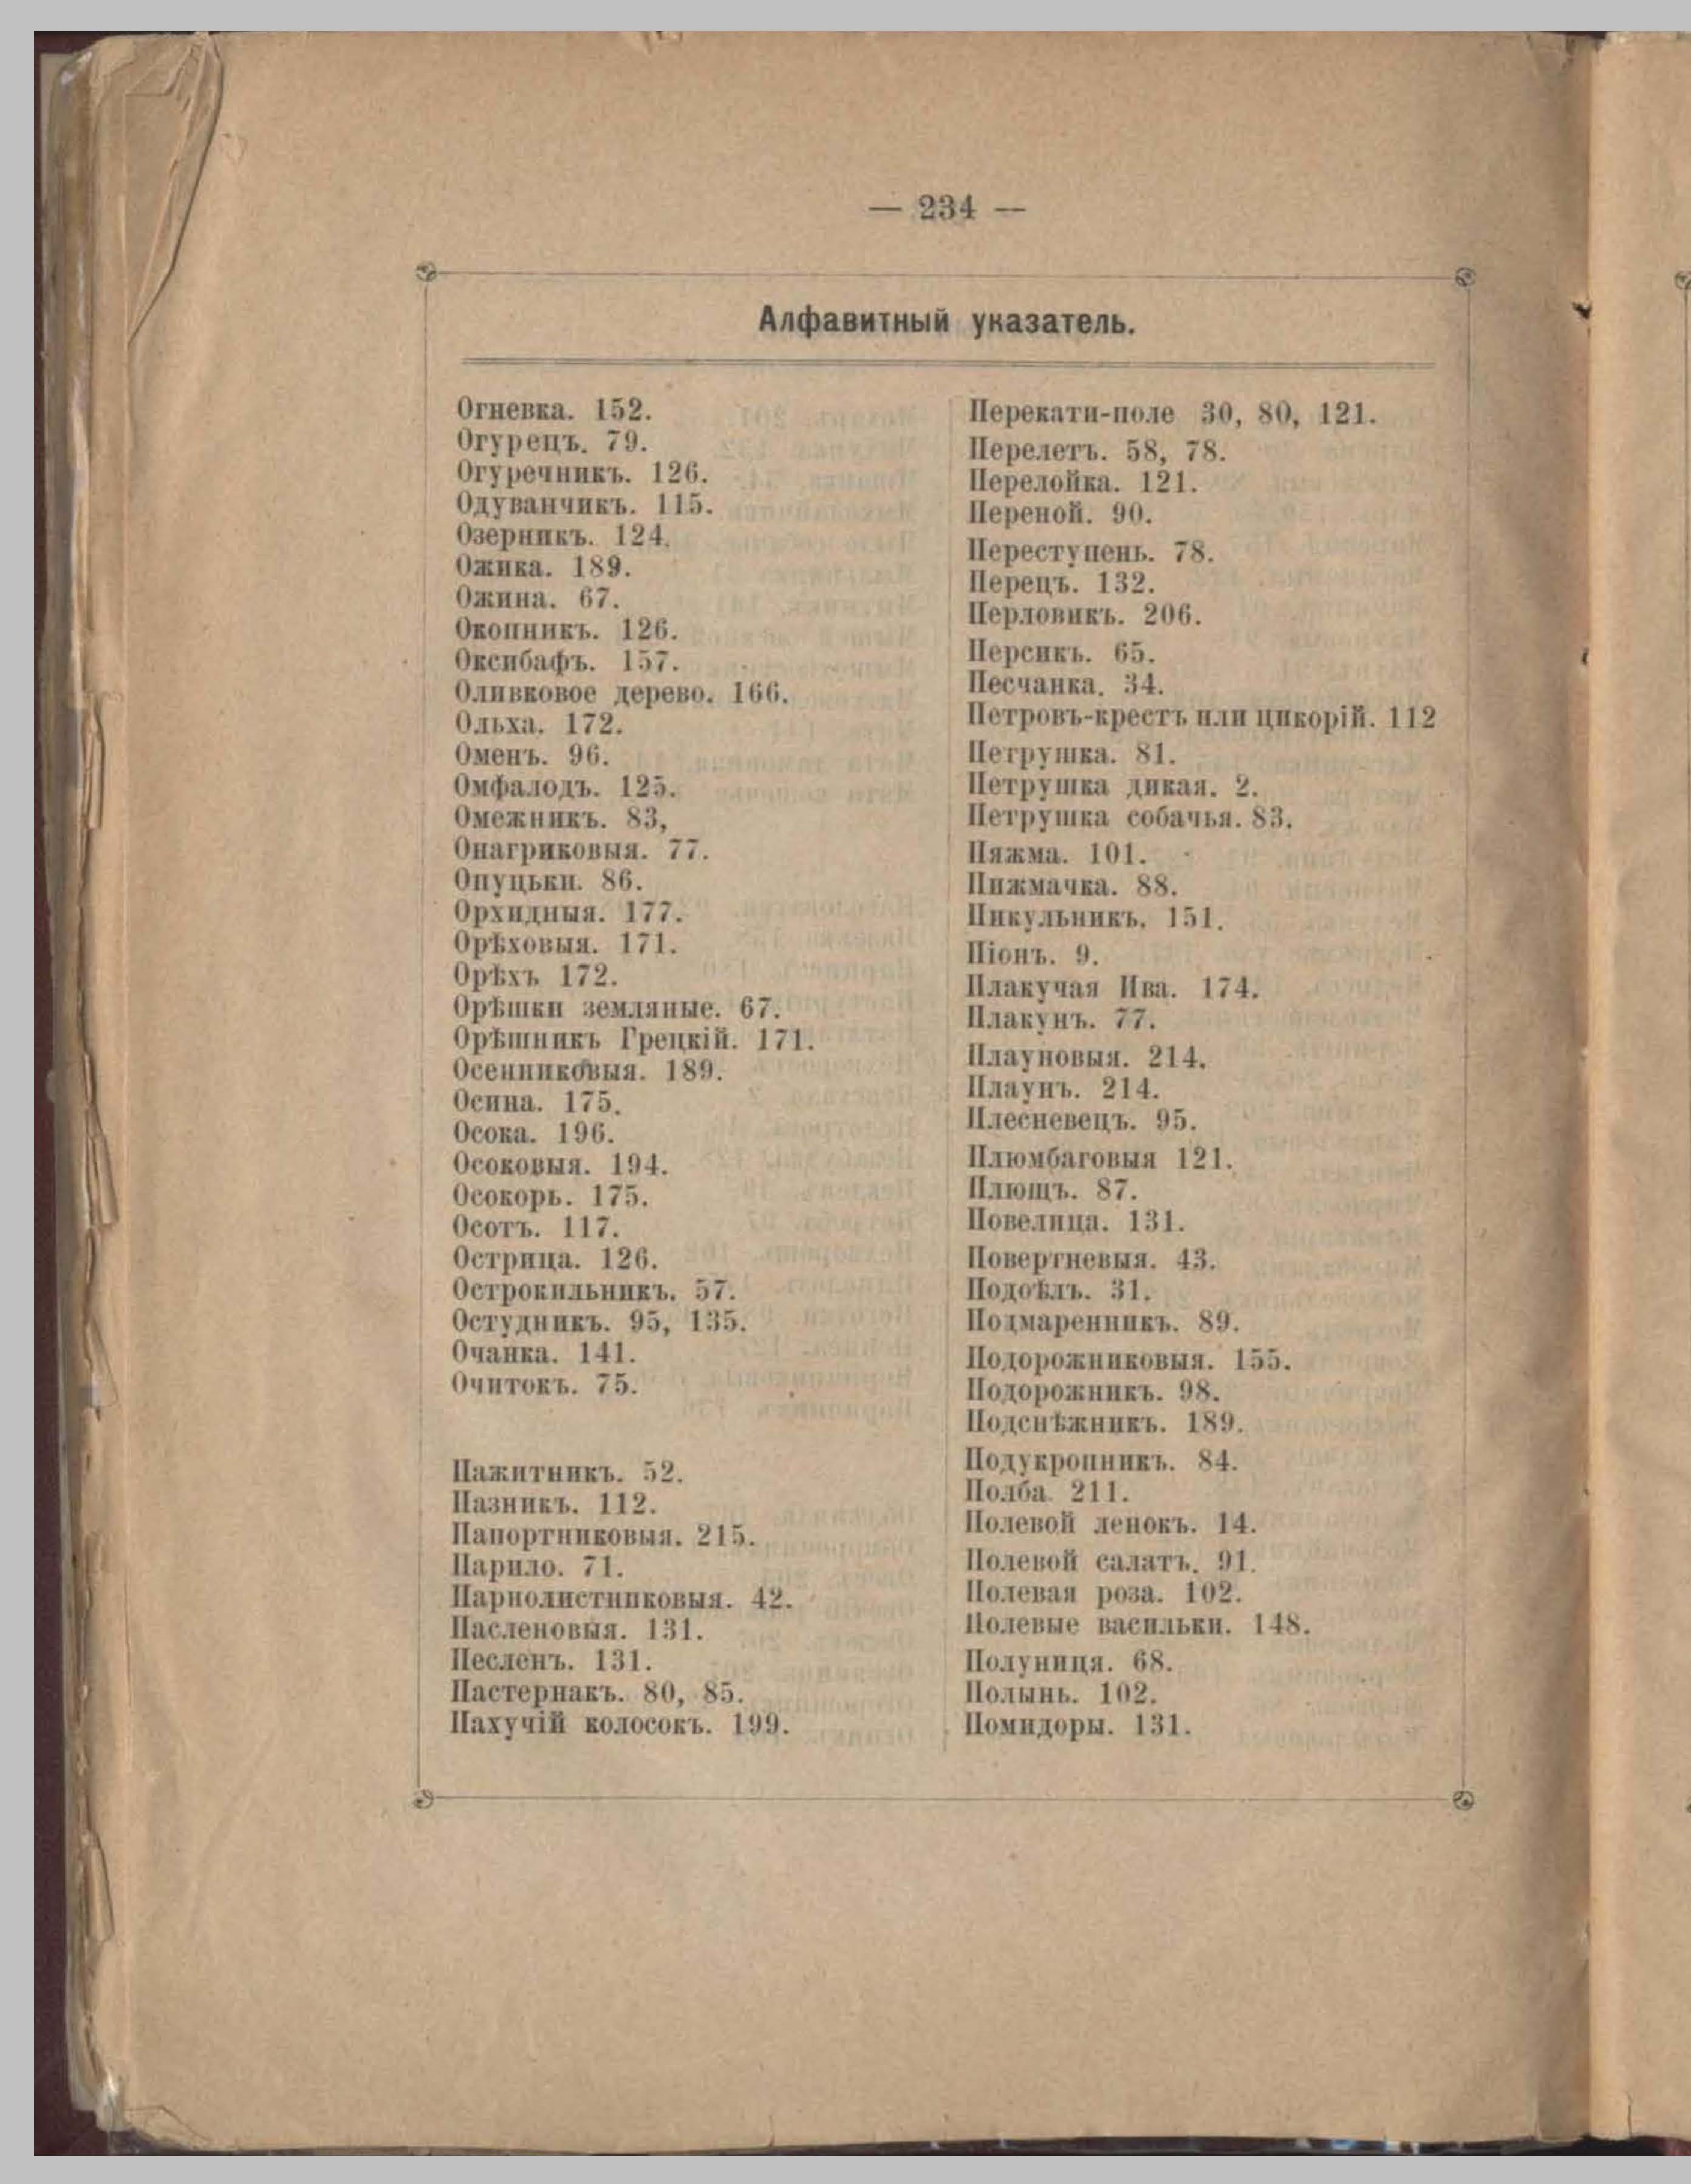 — 234 —
Алфавитный указатель.
Огневка. 152.
Огурецъ. 79.
Огуречникъ. 126.
Одуванчикъ. 115.
Озерникъ. 124.
Ожика. 189.
Ожина. 67.
Окопникъ. 126.
Оксибафъ. 157.
Оливковое дерево. 166.
Ольха. 172.
Оменъ. 96.
Омфалодъ. 125.
Омежникъ. 83,
Онагриковыя. 77.
Опуцьки. 86.
Орхидныя. 177.
Орѣховыя. 171.
Орѣхъ 172.
Орѣшки земляные. 67.
Орѣшникъ Грецкій. 171.
Осенниковыя. 189.
Осина. 175.
Осока. 196.
Осоковыя. 194.
Осокорь. 175.
Осотъ. 117.
Острица. 126.
Острокильникъ. 57.
Остудникъ. 95, 135.
Очанка. 141.
Очитокъ. 75.
Пажитникъ. 52.
Пазникъ. 112.
Папортниковыя. 215.
Парило. 71.
Парнолистниковыя. 42.
Пасленовыя. 131.
Песленъ. 131.
Пастернакъ. 80, 85.
Пахучій колосокъ. 199.
Перекати-поле 30, 80, 121.
Перелетъ. 58, 78.
Перелойка. 121.
Переной. 90.
Переступень. 78.
Перецъ. 132.
Перловикъ. 206.
Персикъ. 65.
Песчанка. 34.
Петровъ-крестъ или цикорій. 112
Петрушка. 81.
Петрушка дикая. 2.
Петрушка собачья. 83.
Пяжма. 101.
Пижмачка. 88.
Пикульникъ. 151.
Піонъ. 9.
Плакучая Ива. 174.
Плакунъ. 77.
Плауновыя. 214.
Плаунъ. 214.
Плесневецъ. 95.
Плюмбаговыя 121.
Плющъ. 87.
Повелица. 131.
Повертневыя. 43.
Подоѣлъ. 31.
Подмаренникъ. 89.
Подорожниковыя. 155.
Подорожникъ. 98.
Подснѣжникъ. 189.
Подукропникъ. 84.
Полба. 211.
Полевой ленокъ. 14.
Полевой салатъ. 91.
Полевая роза. 102.
Полевые васильки. 148.
Полуниця. 68.
Полынь. 102.
Помидоры. 131.